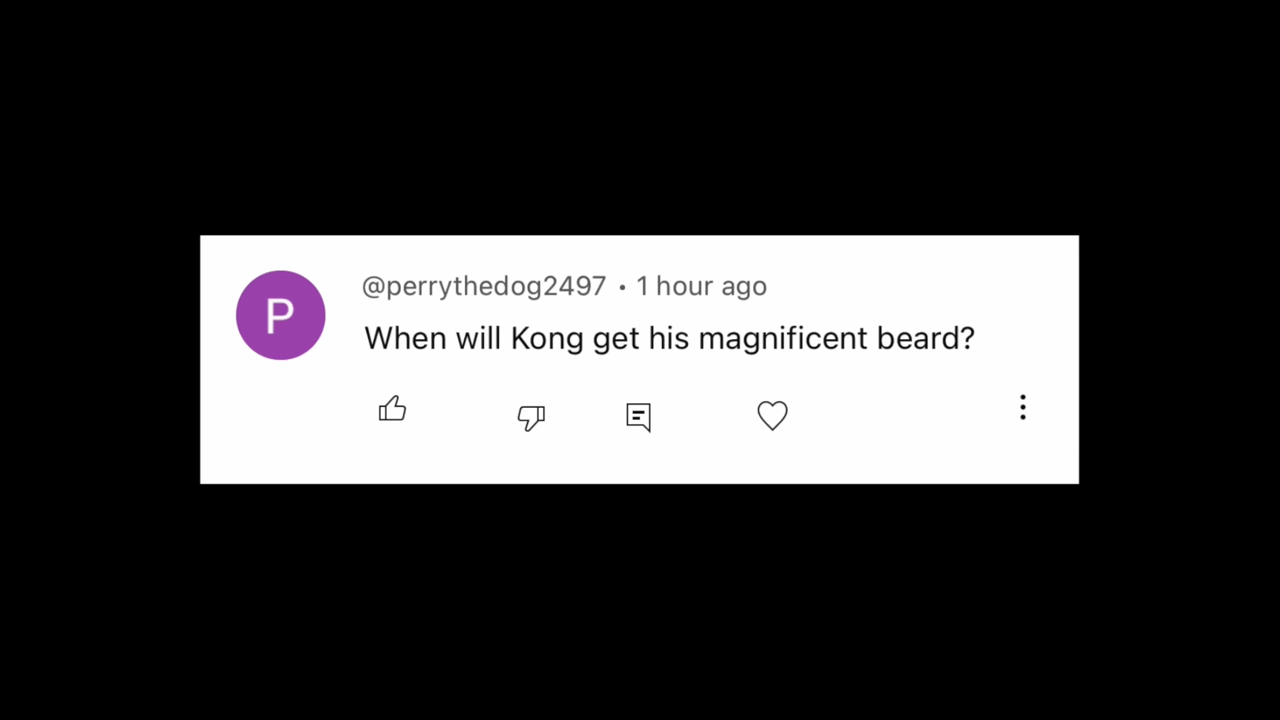 P
@perrythedog2497 • 1 hour ago
When will Kong get his magnificent beard?